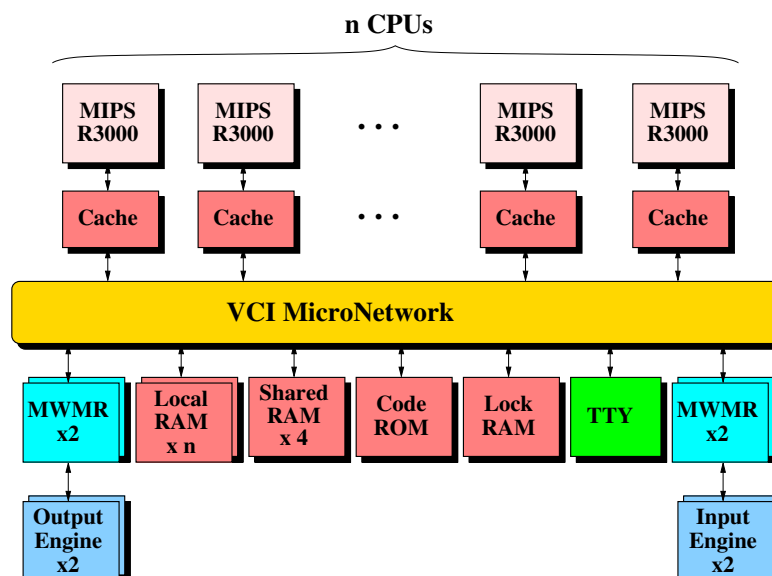 n CPUs
MIPS
R3000
MIPS
R3000
. . .
MIPS
R3000
MIPS
R3000
Cache
Cache
. . .
Cache
Cache
VCI MicroNetwork
MWMR
x2
Local
RAM
x n
Shared
RAM
x 4
Code
ROM
Lock
RAM
TTY
MWMR
x2
Output
Engine
x2
Input
Engine
x2